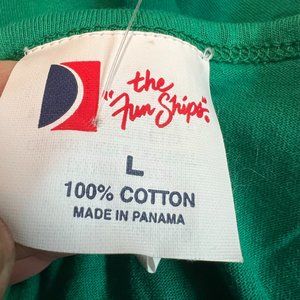 the
"Fun Ships"
L
100% COTTON
MADE IN PANAMA